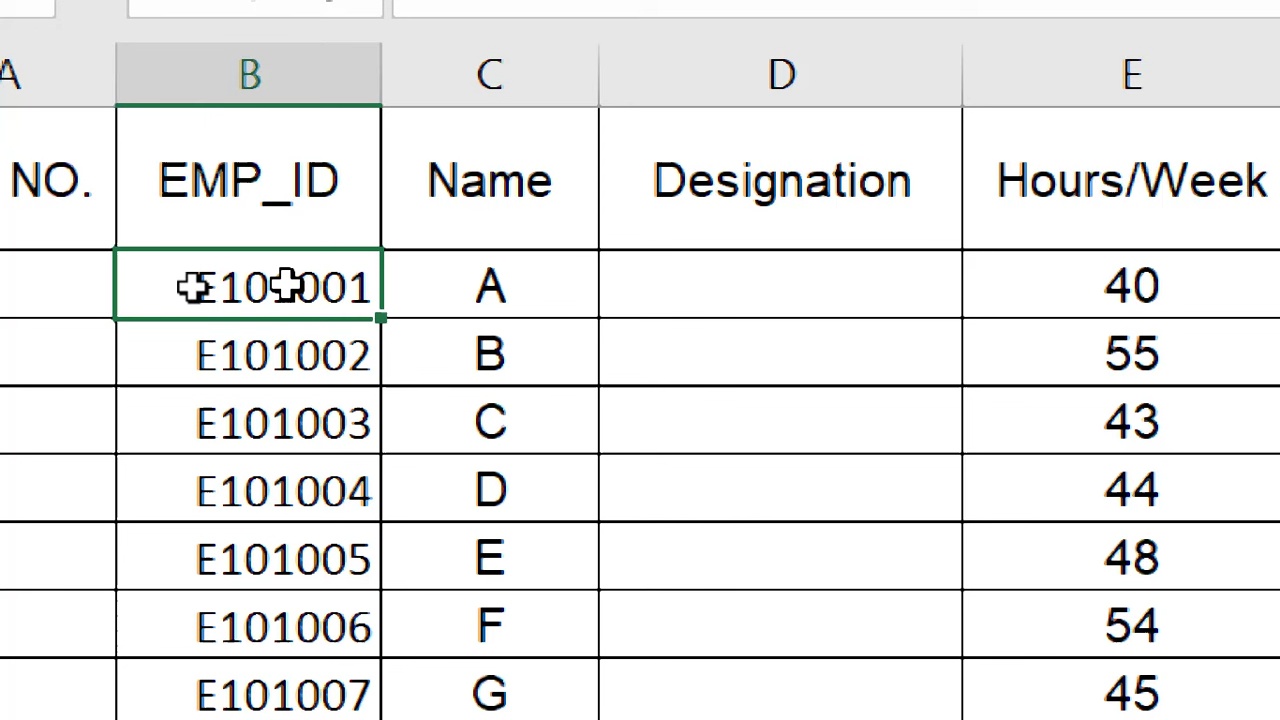 A B C D E
NO. EMP_ID Name Designation Hours/Week
E101001 A 40
E101002 B 55
E101003 C 43
E101004 D 44
E101005 E 48
E101006 F 54
E101007 G 45